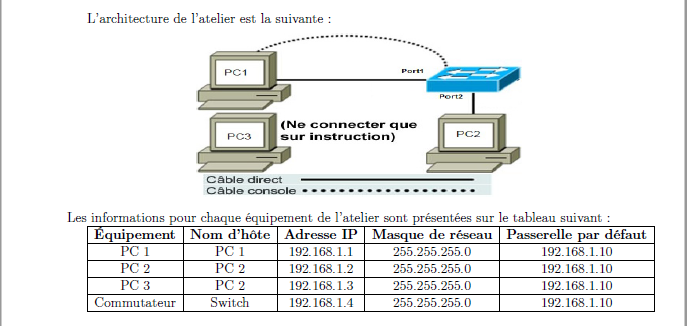 L'architecture de l'atelier est la suivante :
PC1
Port1
Port2
(Ne connecter que
sur instruction)
PC3
PC2
Câble direct
Câble console
Les informations pour chaque équipement de l'atelier sont présentées sur le tableau suivant :
Équipement Nom d'hôte Adresse IP Masque de réseau Passerelle par défaut
PC 1 PC 1 192.168.1.1 255.255.255.0 192.168.1.10
PC 2 PC 2 192.168.1.2 255.255.255.0 192.168.1.10
PC 3 PC 2 192.168.1.3 255.255.255.0 192.168.1.10
Commutateur Switch 192.168.1.4 255.255.255.0 192.168.1.10